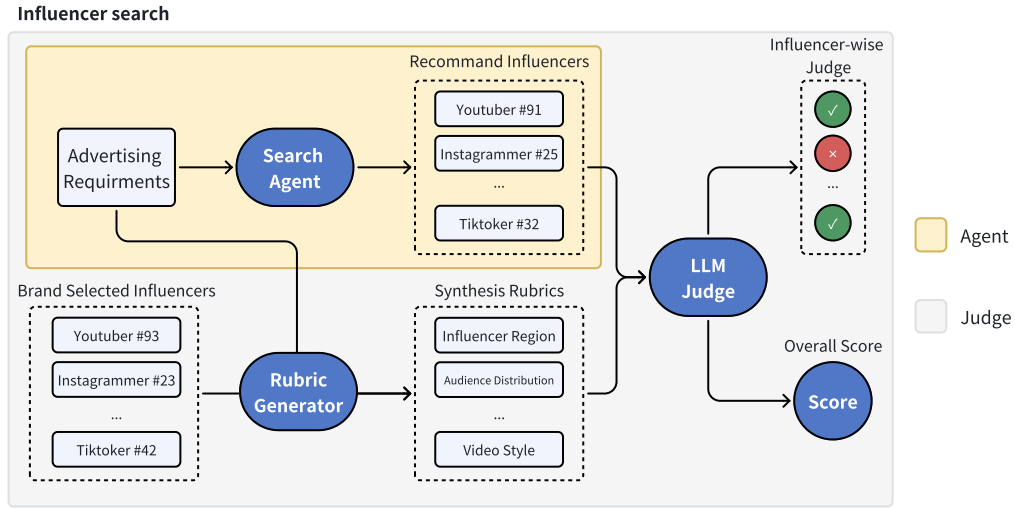 Influencer search
Recommand Influencers
Youtuber #91
Instagrammer #25
...
Tiktoker #32
Advertising
Requirments
Search
Agent
Influencer-wise
Judge
✓
×
...
✓
LLM
Judge
Agent
Judge
Brand Selected Influencers
Youtuber #93
Instagrammer #23
...
Tiktoker #42
Rubric
Generator
Synthesis Rubrics
Influencer Region
Audience Distribution
...
Video Style
Overall Score
Score